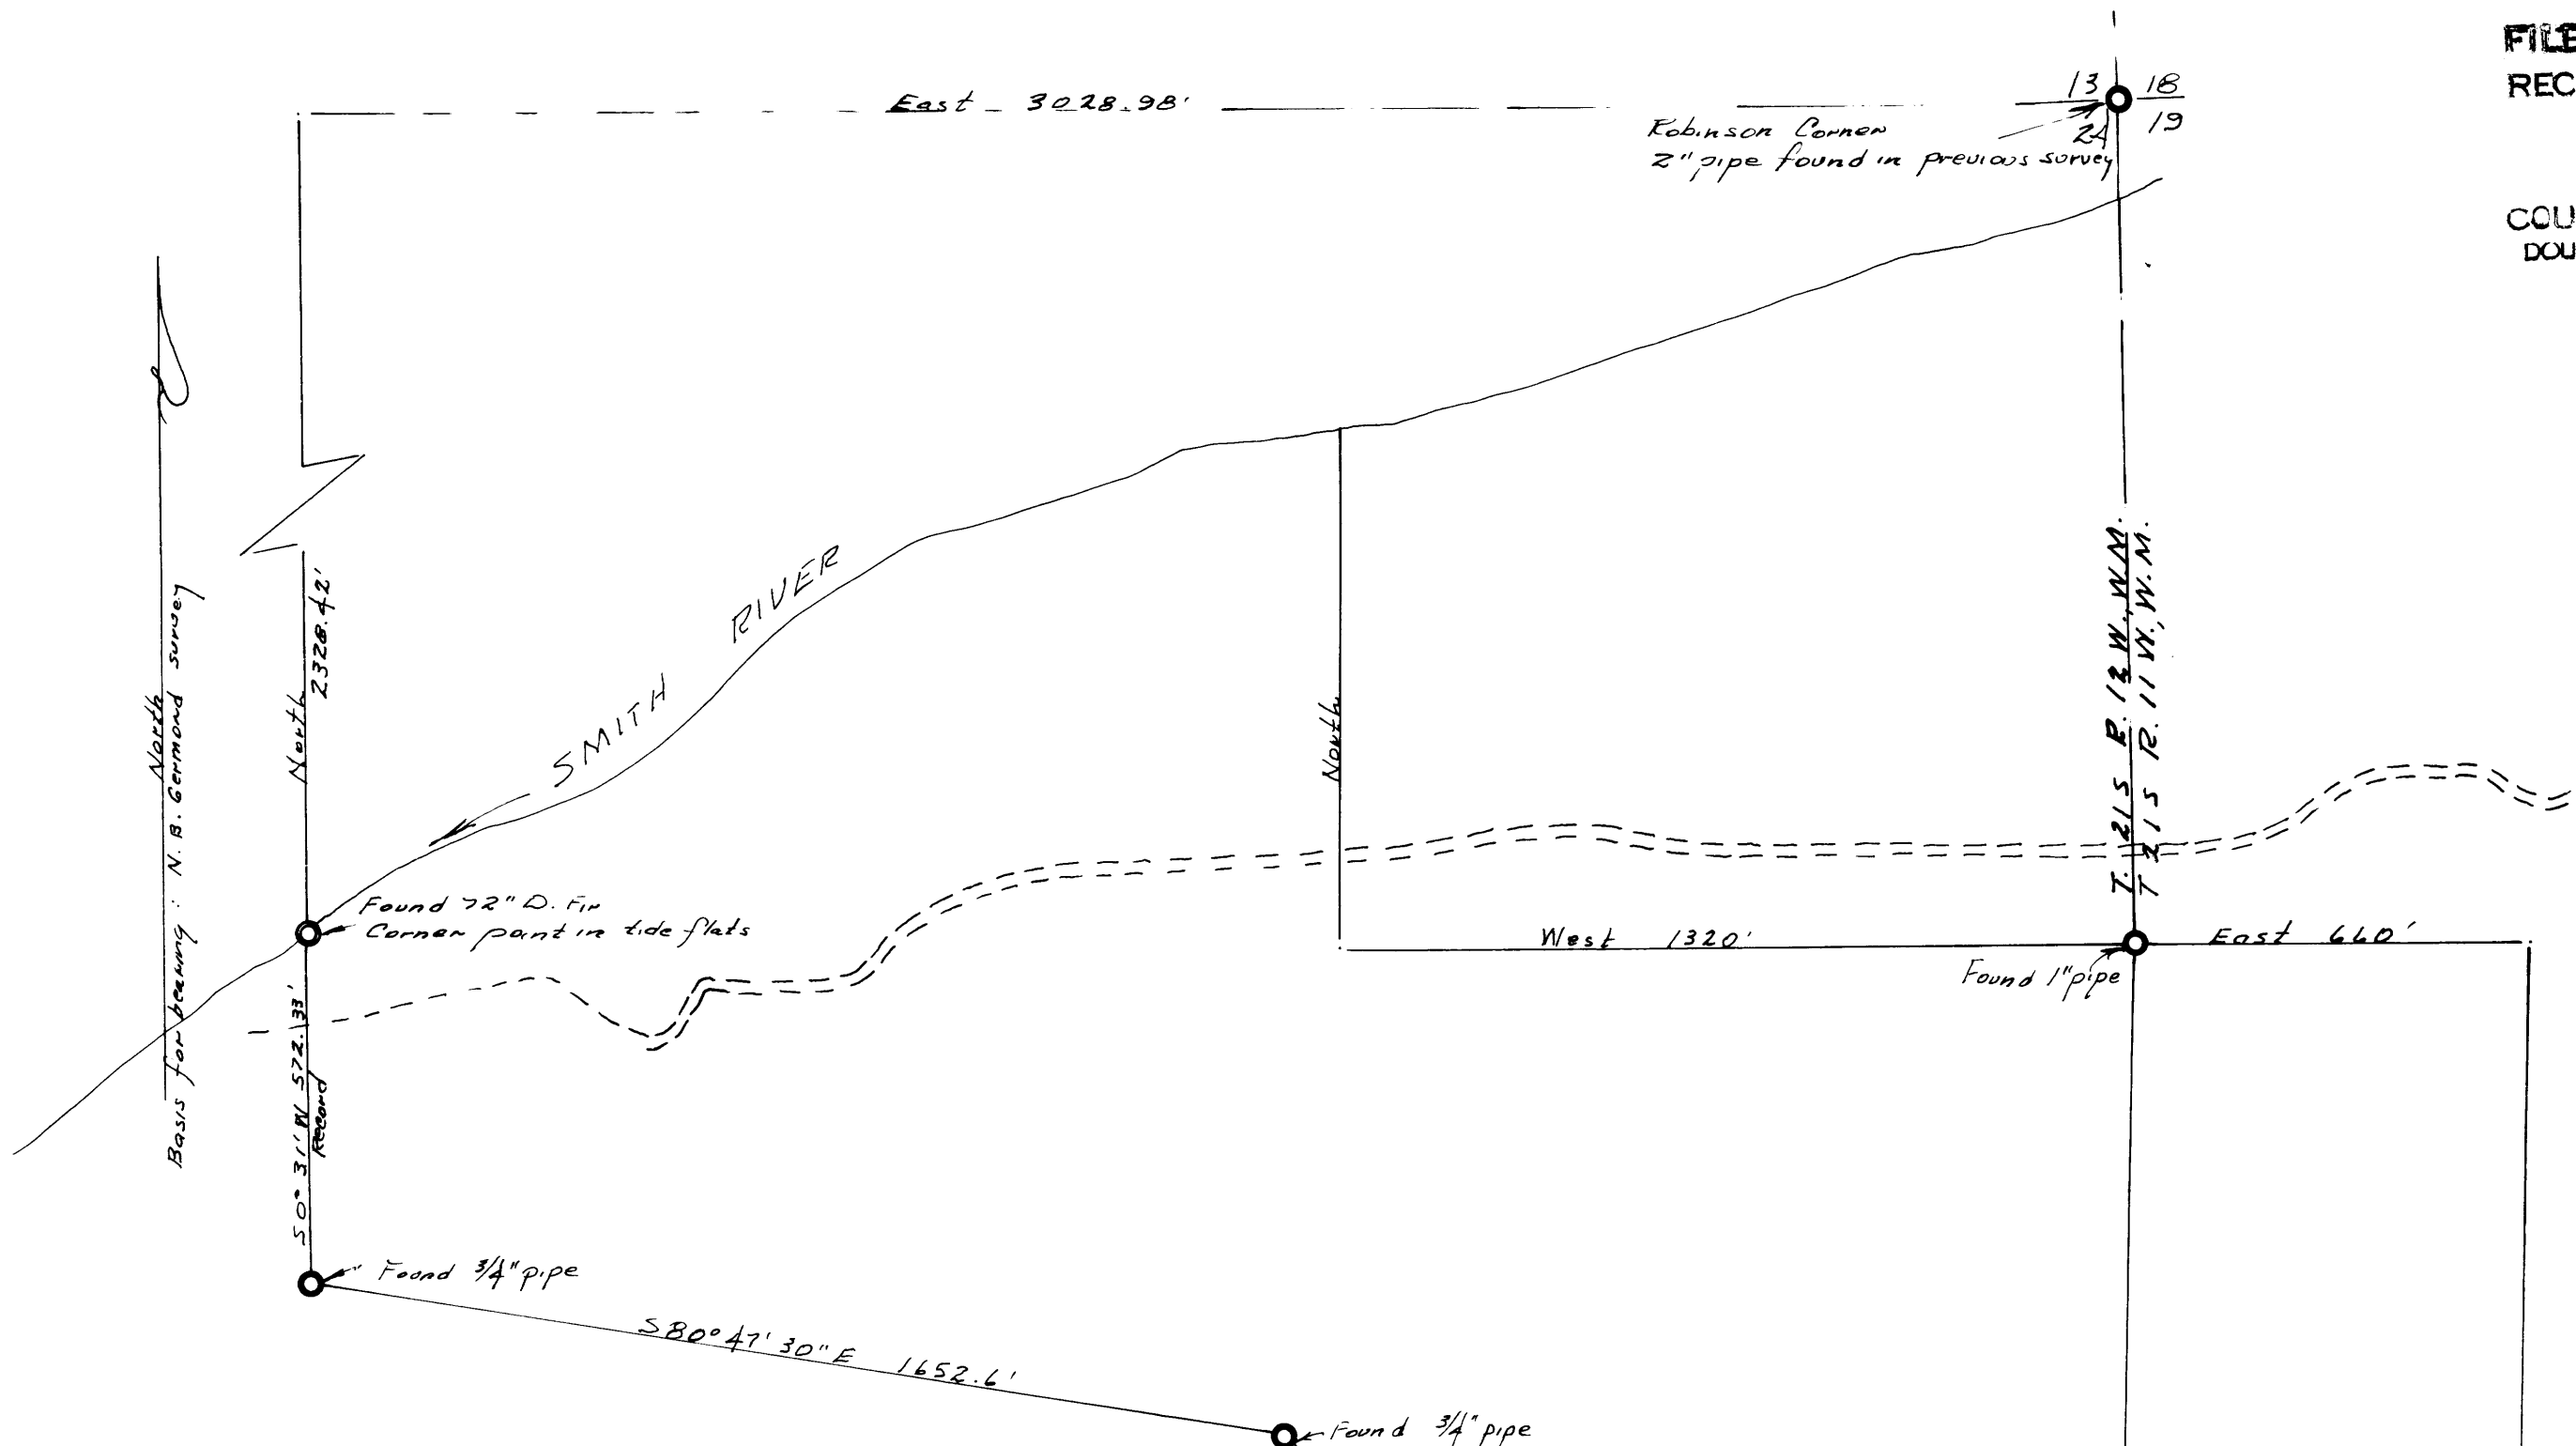 FILE
REC
COU
DOU
East - 3028.98'
13 18
24 19
Robinson Corner
2" pipe found in previous survey
North
Basis for bearing : N. B. Germond survey
North 2328.42'
SMITH RIVER
North
T. 21 S R. 12 W., W.M.
T 21 S R. 11 W., W.M.
Found 72" D. Fir
Corner point in tide flats
West 1320'
East 660'
Found 1" pipe
S 0° 31' W 572.33'
Record
Found 3/4" pipe
S 80° 47' 30" E 1652.6'
Found 3/4" pipe